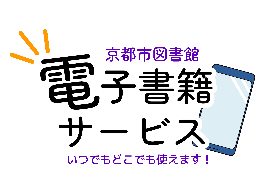 京都市図書館
電子書籍
サービス
いつでもどこでも使えます！